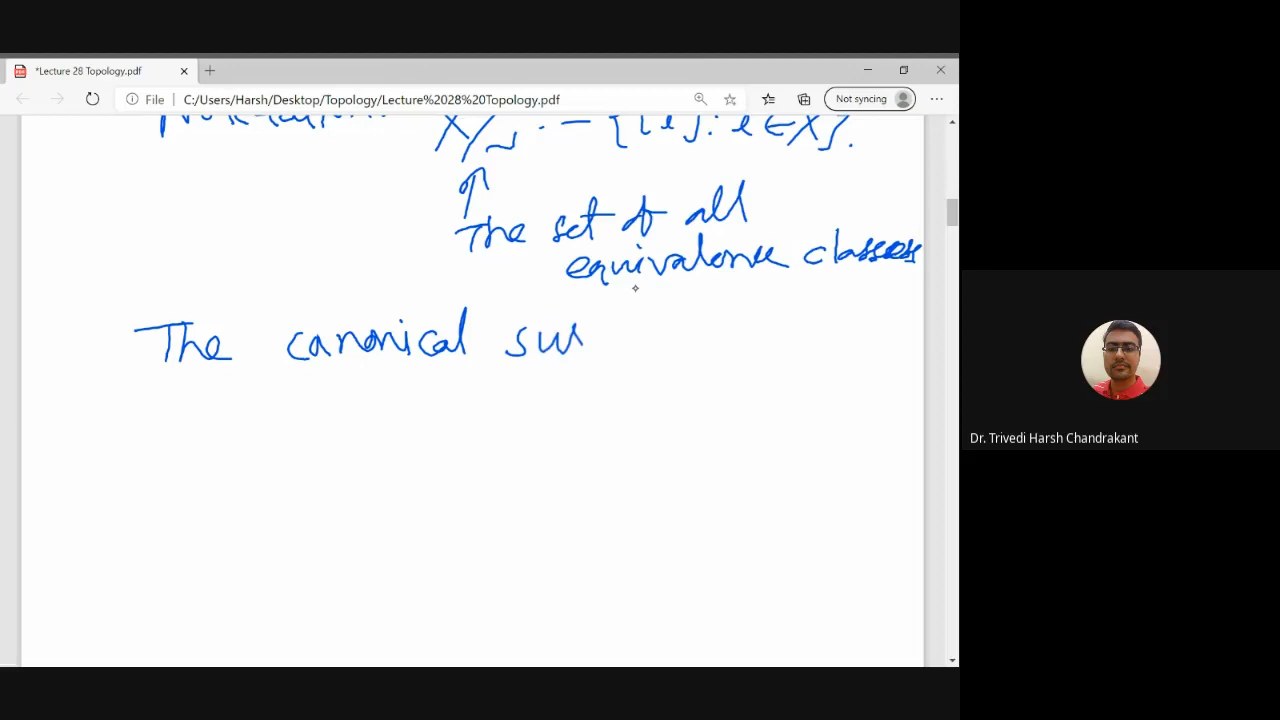 *Lecture 28 Topology.pdf
File | C:/Users/Harsh/Desktop/Topology/Lecture%2028%20Topology.pdf
Not syncing
X/~ := {[x] : x ∈ X}.
The set of all
equivalence classes
The canonical sur
Dr. Trivedi Harsh Chandrakant